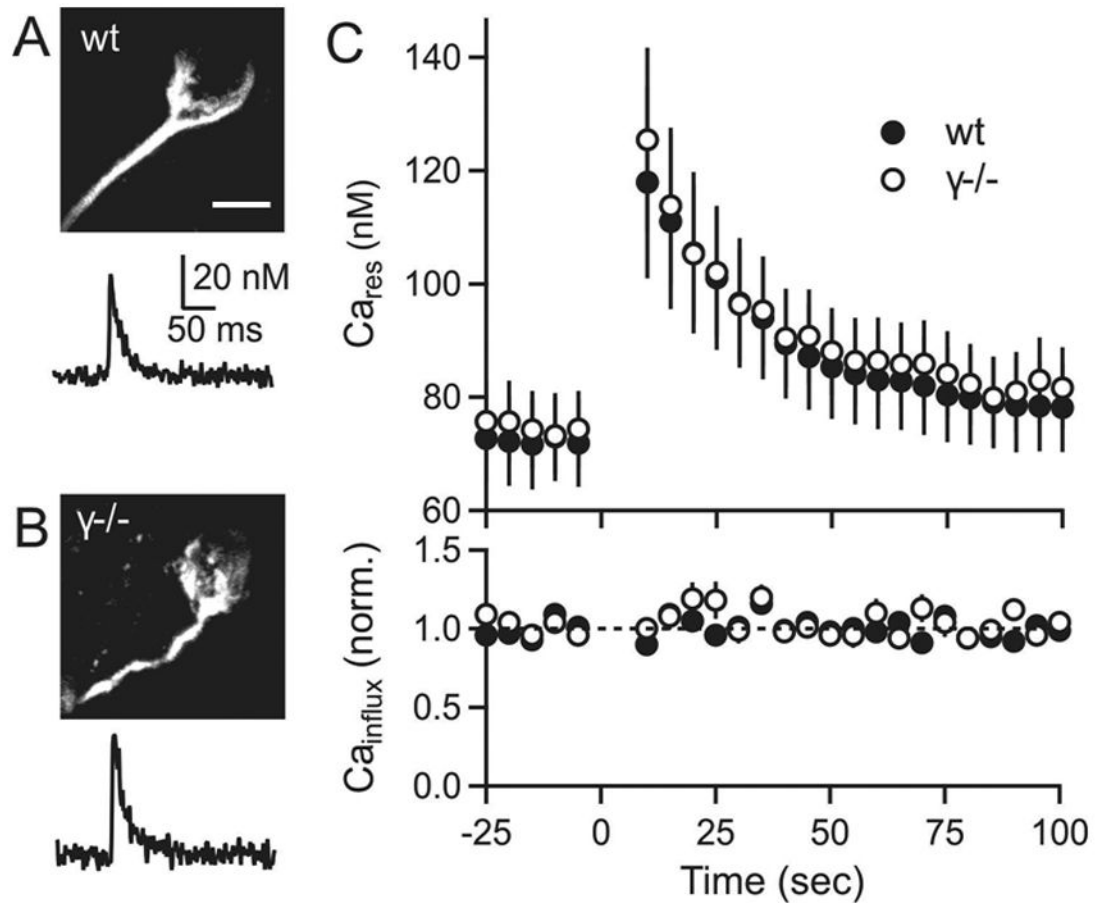 A
wt
20 nM
50 ms
B
γ-/-
C
140
120
100
80
60
Ca_res (nM)
wt
γ-/-
1.5
1.0
0.5
0.0
Ca_influx (norm.)
-25
0
25
50
75
100
Time (sec)